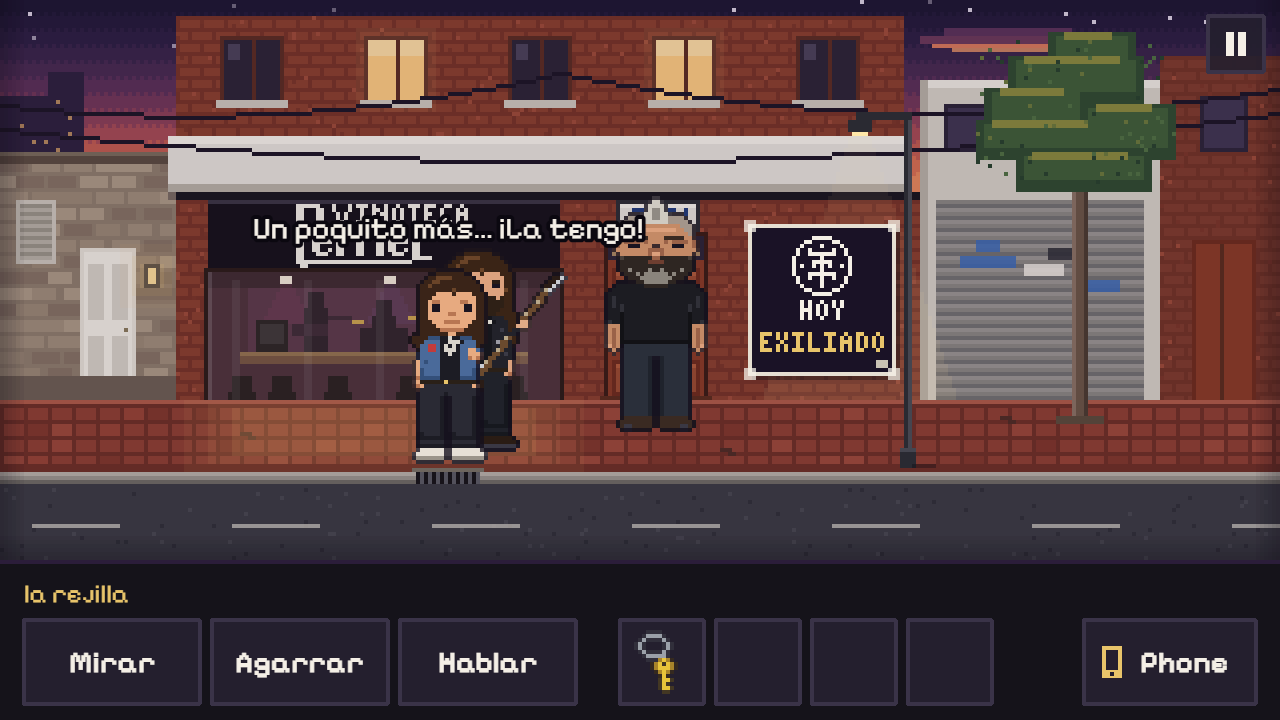 VINOTECA
Un poquito más... ¡La tengo!
HOY
EXILIADO
la rejilla
Mirar
Agarrar
Hablar
Phone